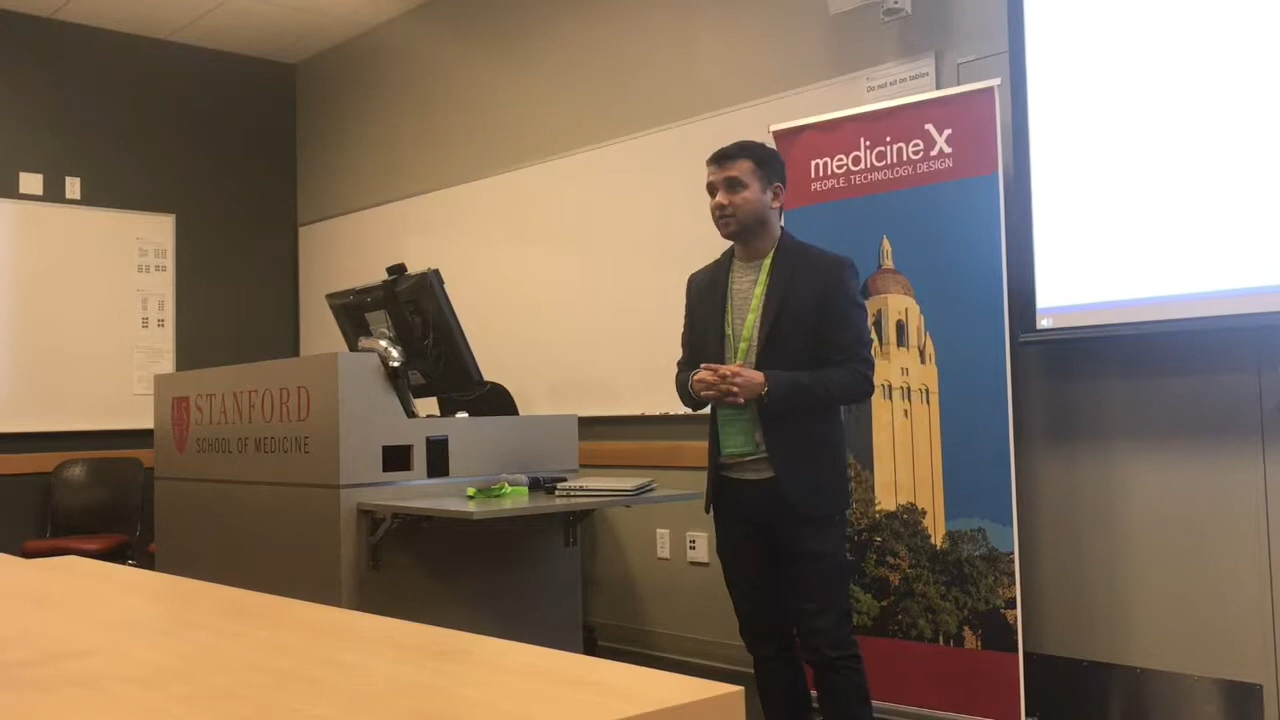 Do not sit on tables
medicine X
PEOPLE. TECHNOLOGY. DESIGN
STANFORD
SCHOOL OF MEDICINE